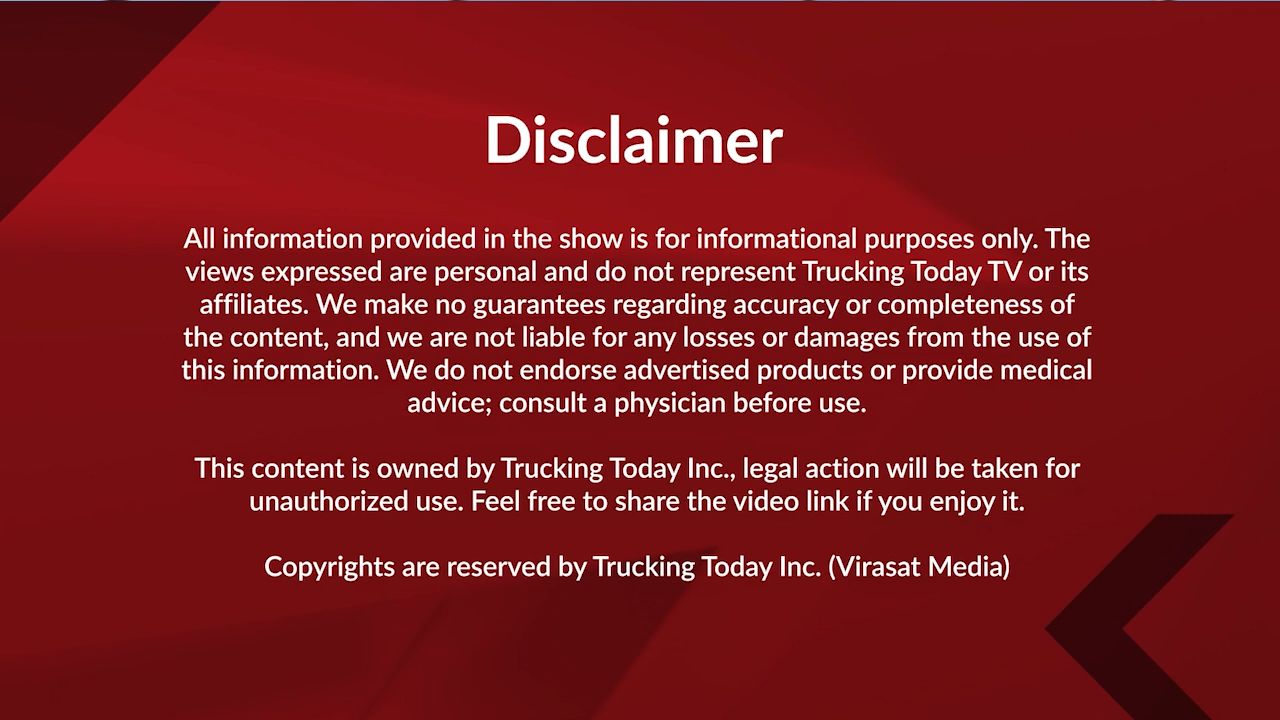 Disclaimer
All information provided in the show is for informational purposes only. The
views expressed are personal and do not represent Trucking Today TV or its
affiliates. We make no guarantees regarding accuracy or completeness of
the content, and we are not liable for any losses or damages from the use of
this information. We do not endorse advertised products or provide medical
advice; consult a physician before use.
This content is owned by Trucking Today Inc., legal action will be taken for
unauthorized use. Feel free to share the video link if you enjoy it.
Copyrights are reserved by Trucking Today Inc. (Virasat Media)